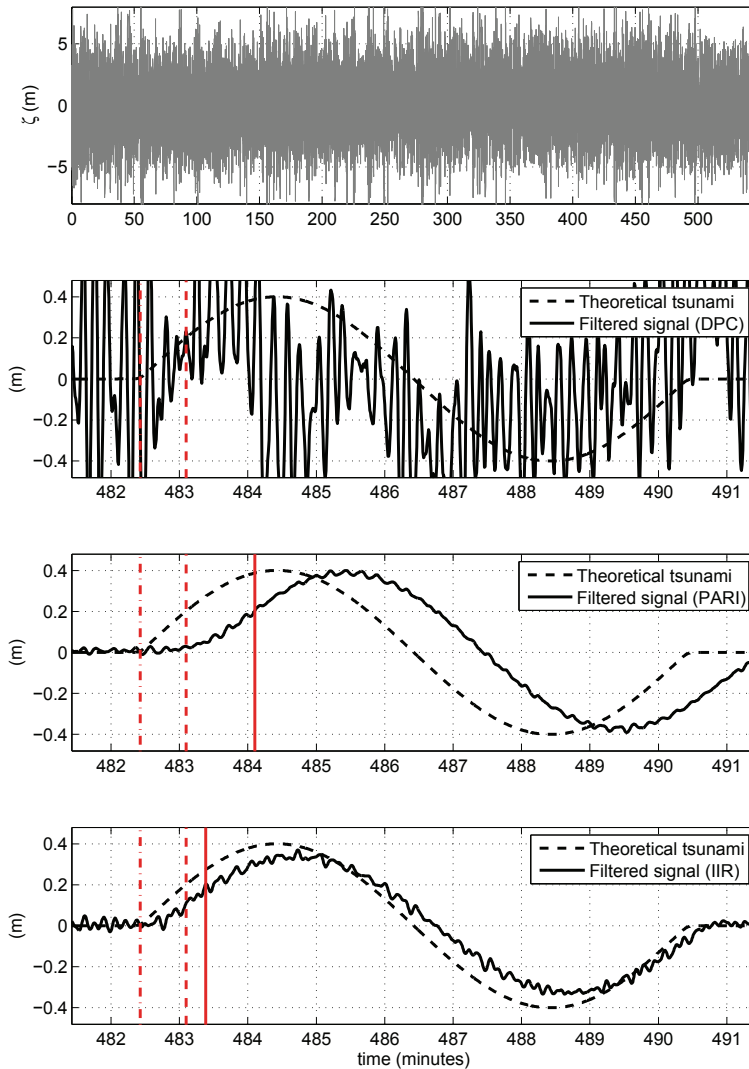 ζ (m)
5
0
−5
0 50 100 150 200 250 300 350 400 450 500
(m)
0.4
0.2
0
−0.2
−0.4
Theoretical tsunami
Filtered signal (DPC)
482 483 484 485 486 487 488 489 490 491
(m)
0.4
0.2
0
−0.2
−0.4
Theoretical tsunami
Filtered signal (PARI)
482 483 484 485 486 487 488 489 490 491
(m)
0.4
0.2
0
−0.2
−0.4
Theoretical tsunami
Filtered signal (IIR)
482 483 484 485 486 487 488 489 490 491
time (minutes)